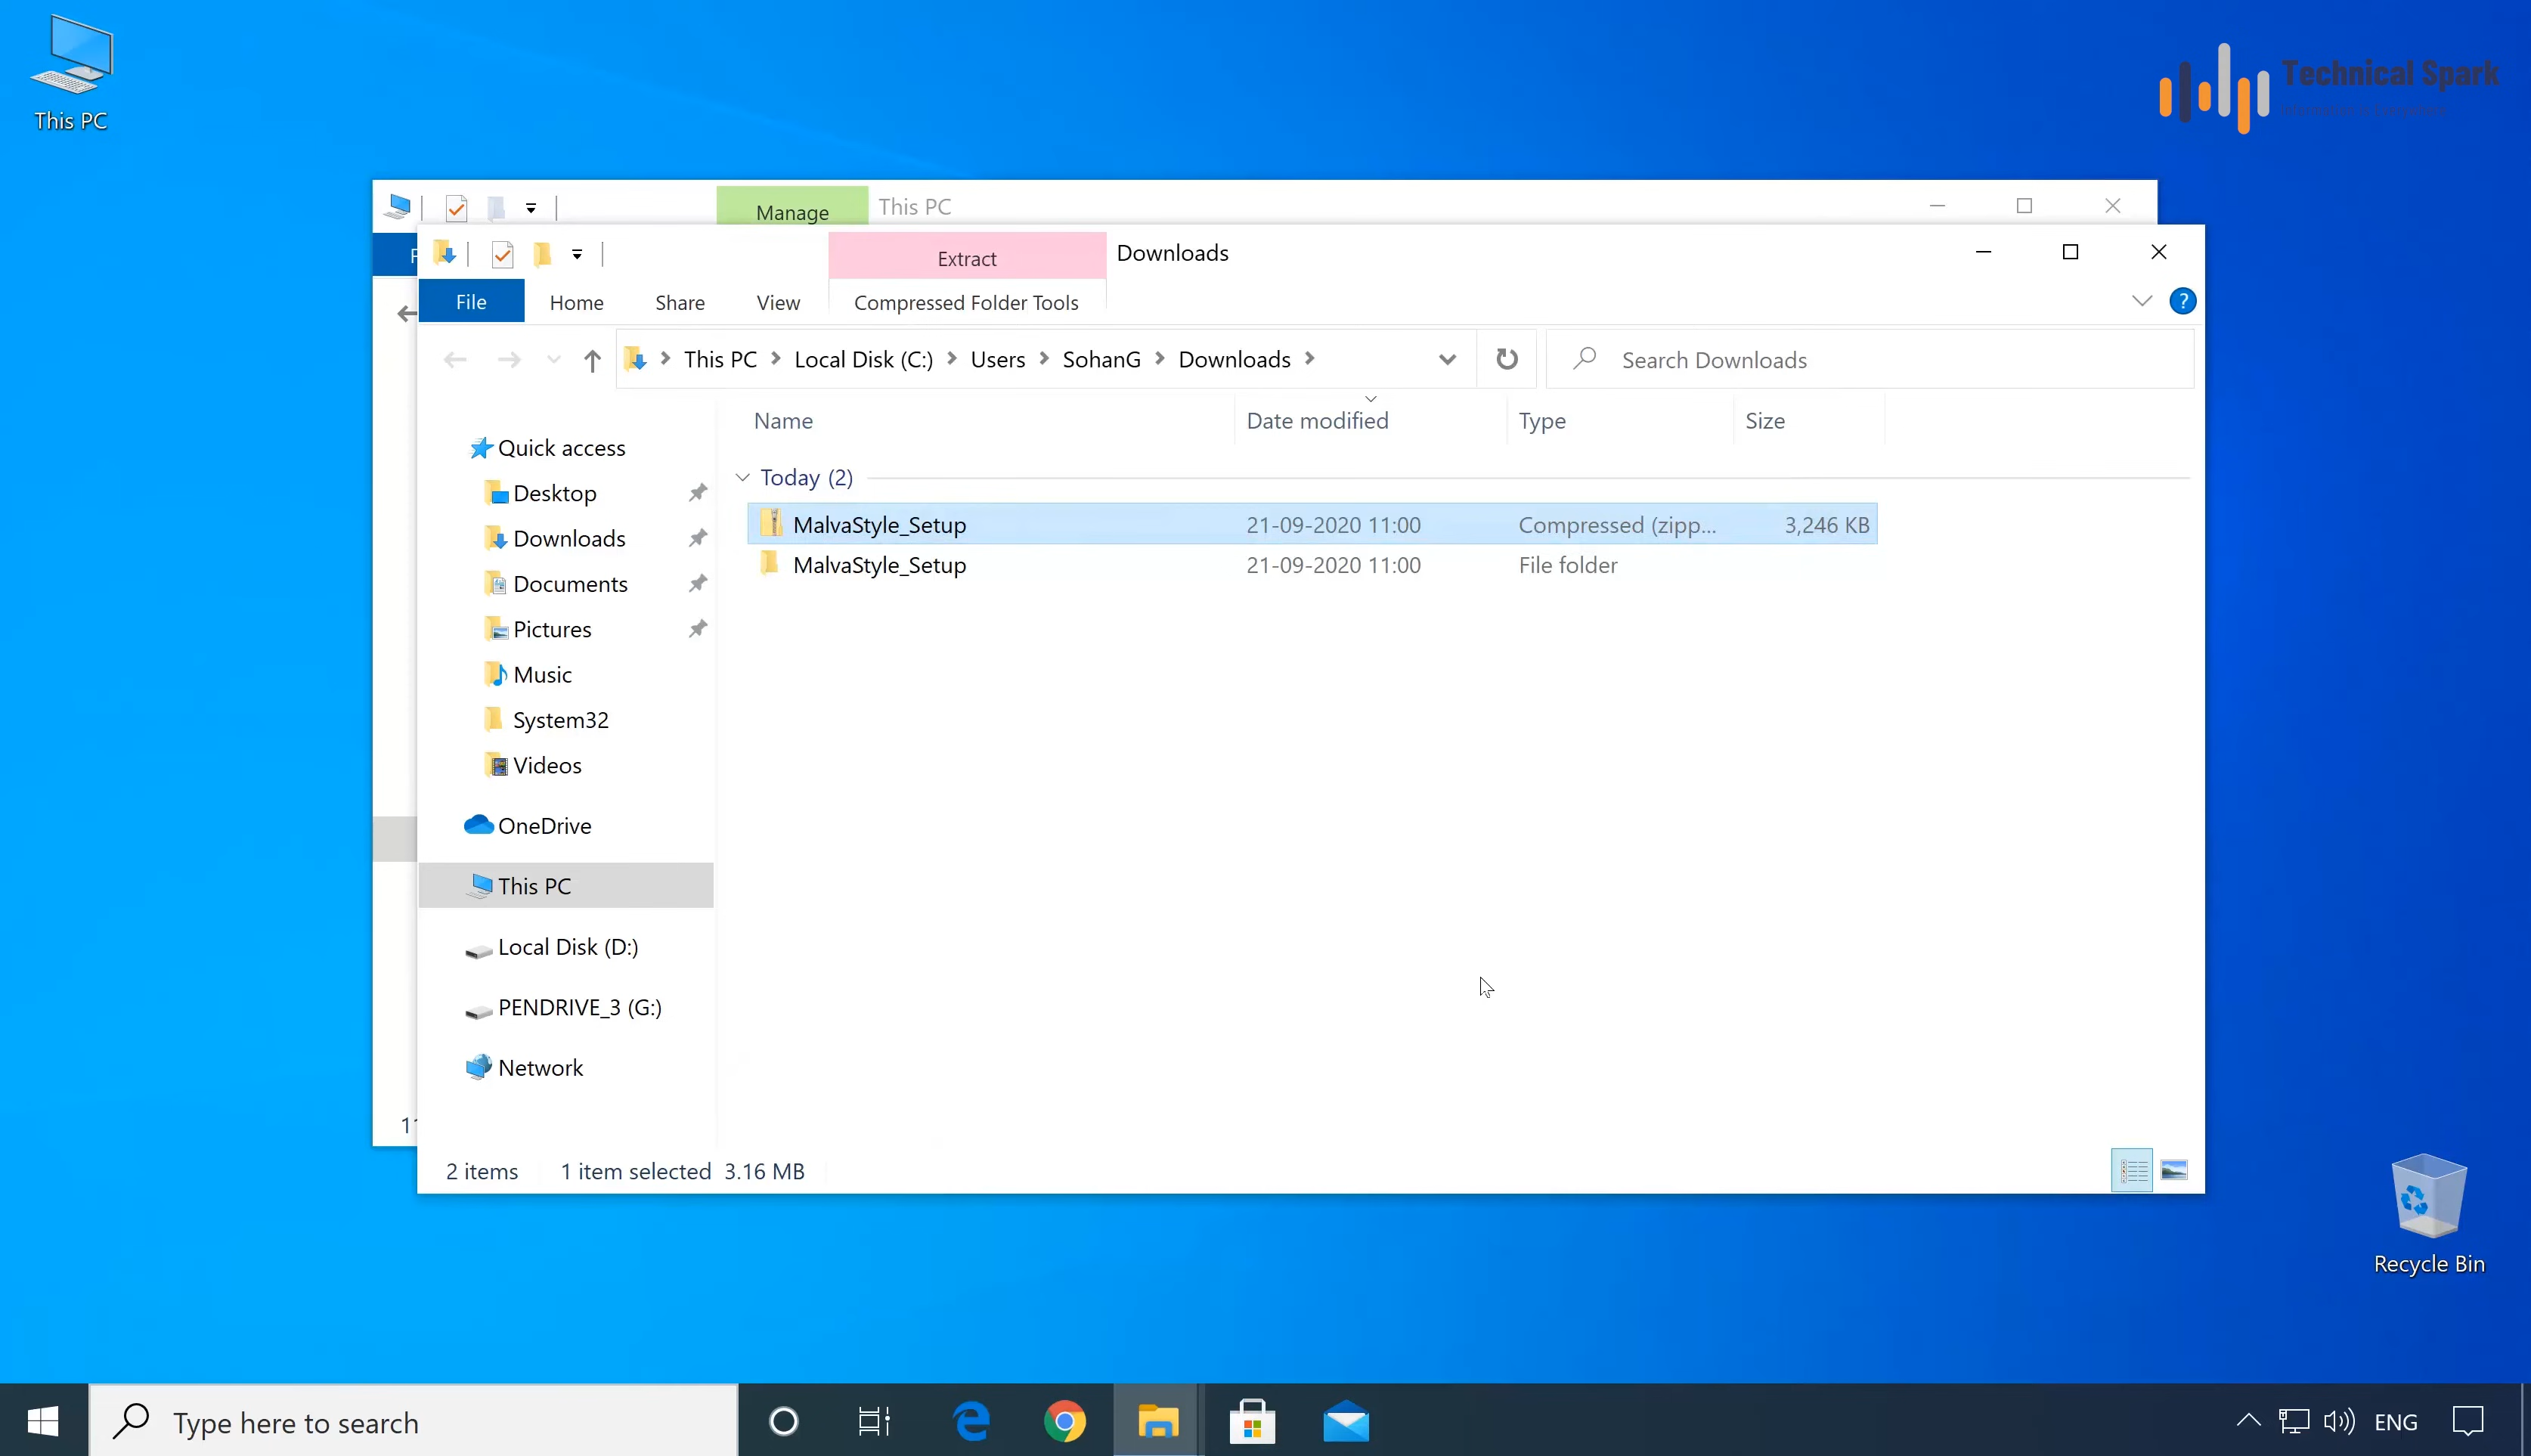 This PC
Technical Spark
Manage
This PC
Extract
Downloads
File
Home
Share
View
Compressed Folder Tools
?
This PC
Local Disk (C:)
Users
SohanG
Downloads
Search Downloads
Name
Date modified
Type
Size
Quick access
Desktop
Downloads
Documents
Pictures
Music
System32
Videos
OneDrive
This PC
Local Disk (D:)
PENDRIVE_3 (G:)
Network
Today (2)
MalvaStyle_Setup 21-09-2020 11:00 Compressed (zipp... 3,246 KB
MalvaStyle_Setup 21-09-2020 11:00 File folder
2 items 1 item selected 3.16 MB
Recycle Bin
Type here to search
ENG